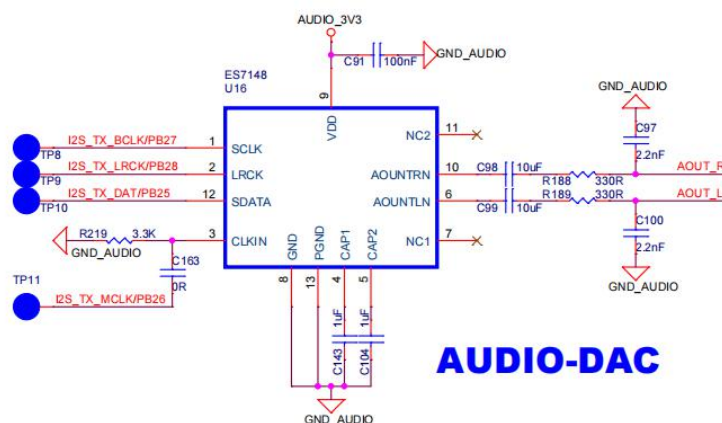 AUDIO_3V3
C91
100nF
GND_AUDIO
ES7148
U16
9
VDD
GND_AUDIO
C97
2.2nF
I2S_TX_BCLK/PB27
1
SCLK
NC2
11
TP8
I2S_TX_LRCK/PB28
2
LRCK
AOUNTRN
10
C98
10uF
R188
330R
AOUT_R
TP9
I2S_TX_DAT/PB25
12
SDATA
AOUNTLN
6
C99
10uF
R189
330R
AOUT_L
TP10
R219
3.3K
3
CLKIN
NC1
7
C100
2.2nF
GND_AUDIO
GND_AUDIO
C163
0R
GND
PGND
CAP1
CAP2
8
13
4
5
TP11
I2S_TX_MCLK/PB26
1uF
1uF
C143
C104
GND_AUDIO
AUDIO-DAC